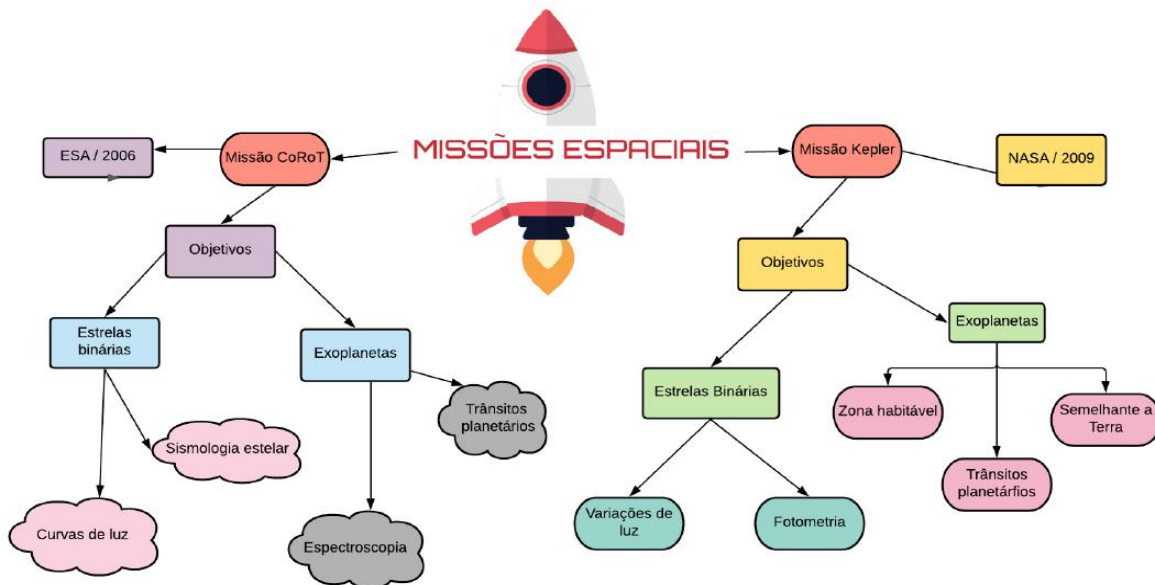 MISSÕES ESPACIAIS
ESA / 2006
Missão CoRoT
Objetivos
Estrelas
binárias
Exoplanetas
Sismologia estelar
Curvas de luz
Trânsitos
planetários
Espectroscopia
Missão Kepler
NASA / 2009
Objetivos
Estrelas Binárias
Exoplanetas
Variações de
luz
Fotometria
Zona habitável
Trânsitos
planetárfios
Semelhante a
Terra